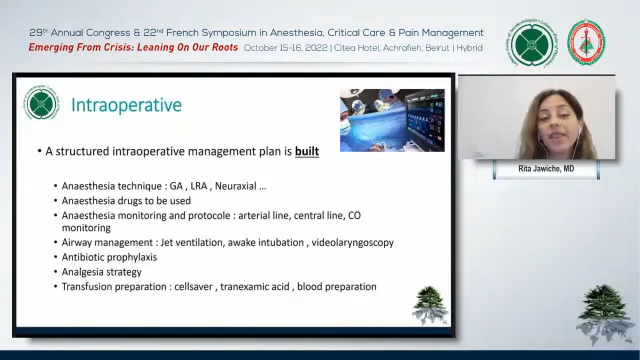 29th Annual Congress & 22nd French Symposium in Anesthesia, Critical Care & Pain Management
Emerging From Crisis: Leaning On Our Roots October 15-16, 2022 | Citea Hotel, Achrafieh, Beirut | Hybrid
Intraoperative
• A structured intraoperative management plan is built
• Anaesthesia technique : GA , LRA , Neuraxial ...
• Anaesthesia drugs to be used
• Anaesthesia monitoring and protocole : arterial line, central line, CO
monitoring
• Airway management : Jet ventilation, awake intubation , videolaryngoscopy
• Antibiotic prophylaxis
• Analgesia strategy
• Transfusion preparation : cellsaver , tranexamic acid , blood preparation
Rita Jawiche, MD